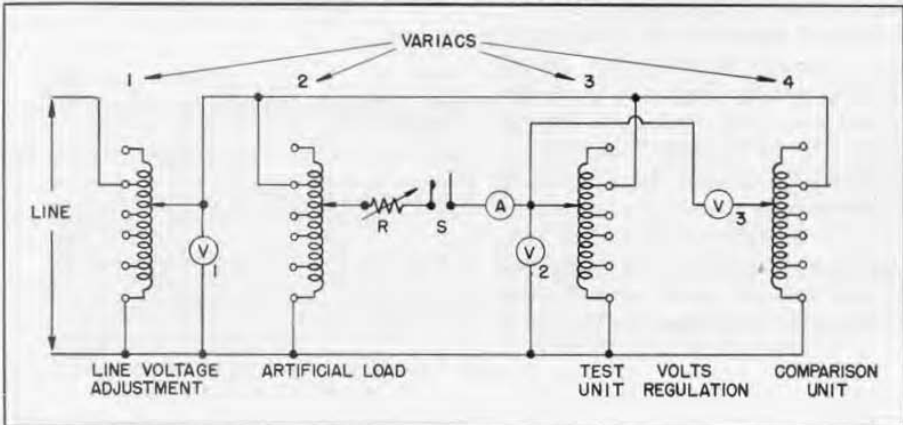 VARIACS
1 2 3 4
LINE
R S A V 3
V 1 V 2
LINE VOLTAGE ADJUSTMENT
ARTIFICIAL LOAD
TEST UNIT
VOLTS REGULATION
COMPARISON UNIT